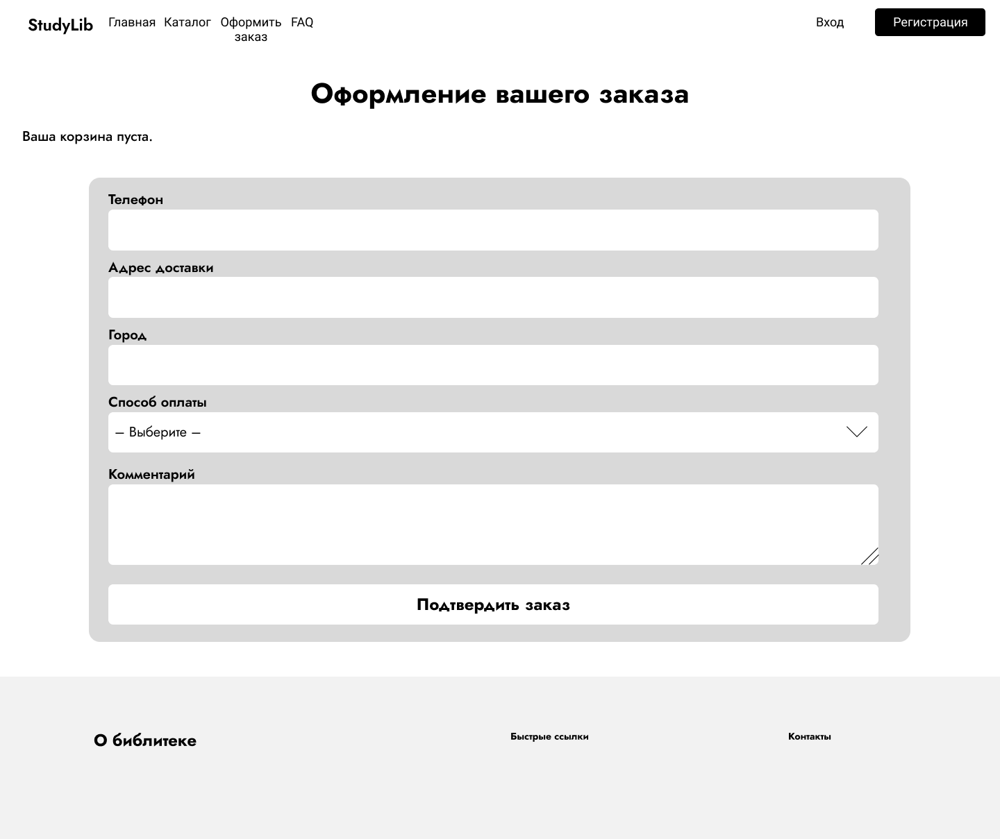 StudyLib Главная Каталог Оформить заказ FAQ Вход Регистрация
Оформление вашего заказа
Ваша корзина пуста.
Телефон
Адрес доставки
Город
Способ оплаты
– Выберите –
Комментарий
Подтвердить заказ
О библитеке Быстрые ссылки Контакты